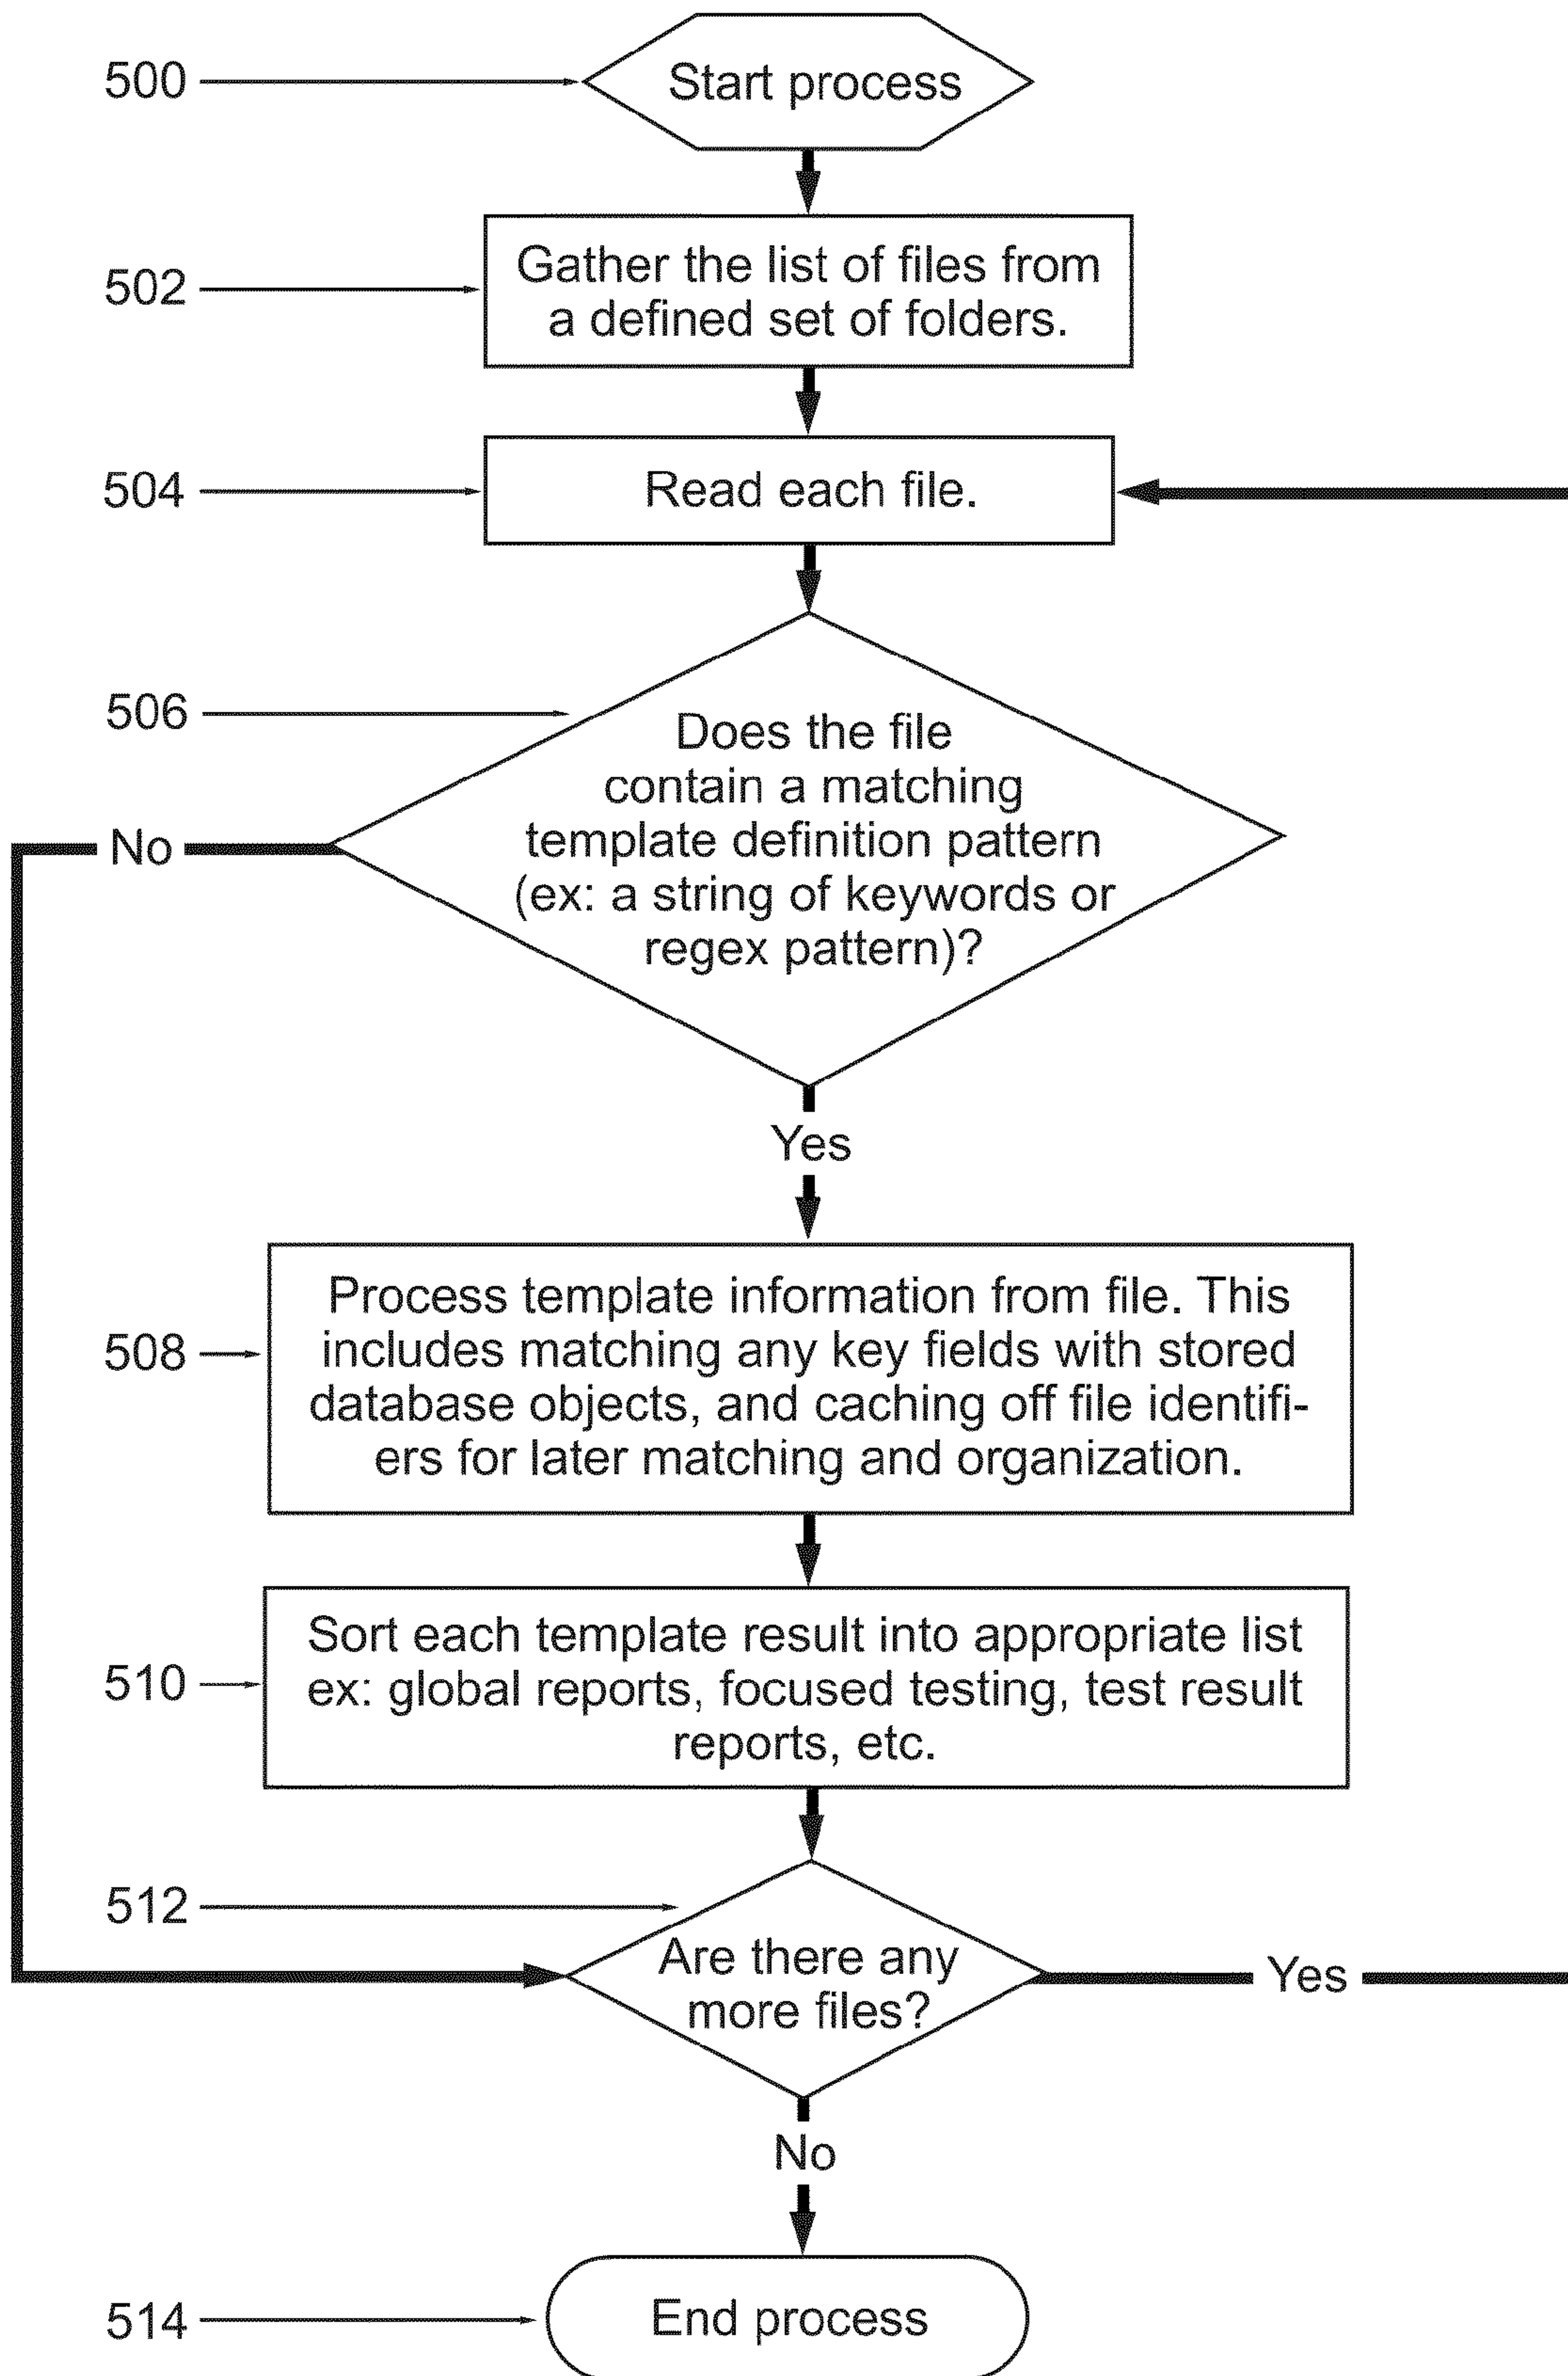 500
Start process
502
Gather the list of files from
a defined set of folders.
504
Read each file.
506
Does the file
contain a matching
template definition pattern
(ex: a string of keywords or
regex pattern)?
No
Yes
508
Process template information from file. This
includes matching any key fields with stored
database objects, and caching off file identifi-
ers for later matching and organization.
510
Sort each template result into appropriate list
ex: global reports, focused testing, test result
reports, etc.
512
Are there any
more files?
Yes
No
514
End process